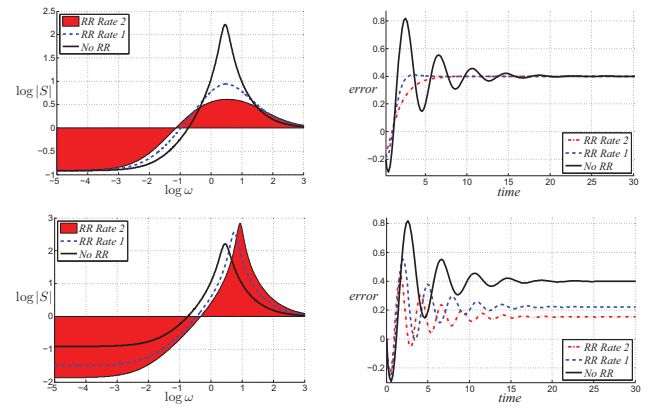 2.5
2
1.5
1
0.5
0
−0.5
−1
log |S|
RR Rate 2
RR Rate 1
No RR
−5 −4 −3 −2 −1 0 1 2 3
log ω
0.8
0.6
error
0.4
0.2
0
−0.2
RR Rate 2
RR Rate 1
No RR
5 10 15 20 25 30
time
3
2
1
0
−1
−2
log |S|
RR Rate 2
RR Rate 1
No RR
−5 −4 −3 −2 −1 0 1 2 3
log ω
0.8
0.6
error
0.4
0.2
0
−0.2
RR Rate 2
RR Rate 1
No RR
0 5 10 15 20 25 30
time